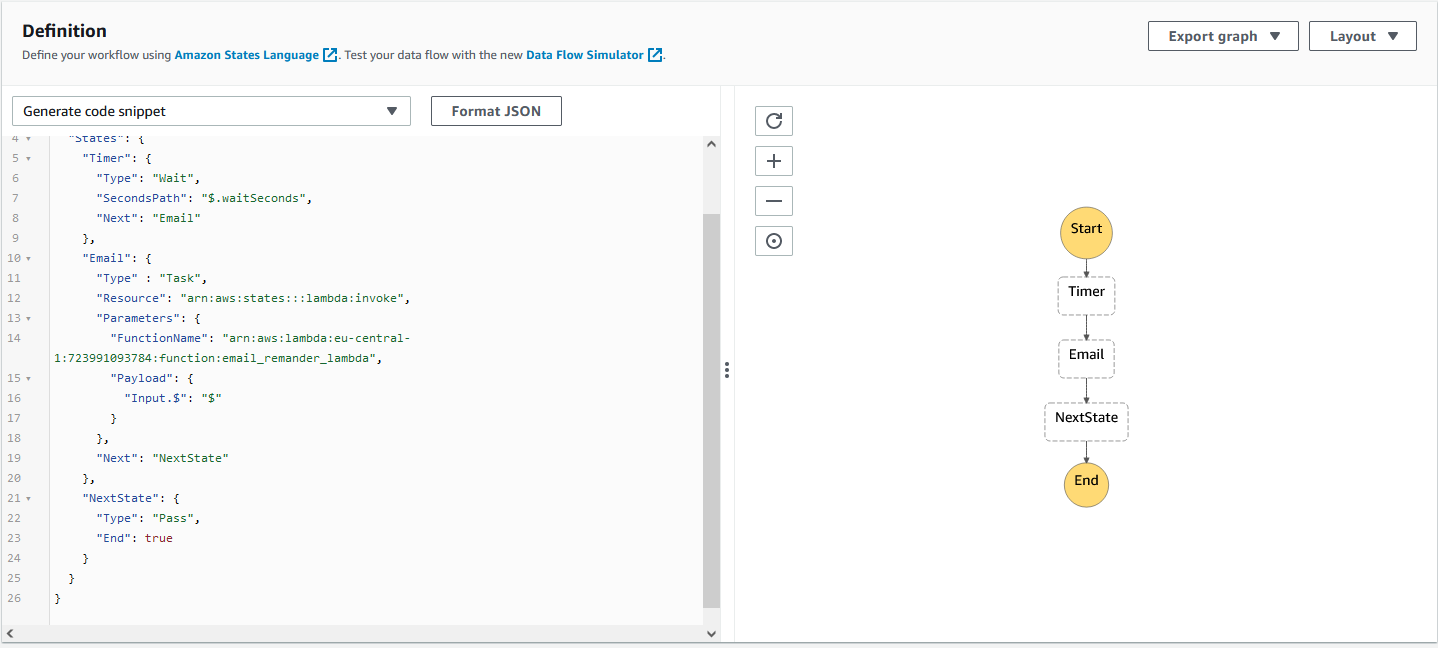 Definition
Define your workflow using Amazon States Language. Test your data flow with the new Data Flow Simulator.
Export graph
Layout
Generate code snippet
Format JSON
4 "States": {
5 "Timer": {
6 "Type": "Wait",
7 "SecondsPath": "$.waitSeconds",
8 "Next": "Email"
9 },
10 "Email": {
11 "Type" : "Task",
12 "Resource": "arn:aws:states:::lambda:invoke",
13 "Parameters": {
14 "FunctionName": "arn:aws:lambda:eu-central-
1:723991093784:function:email_remander_lambda",
15 "Payload": {
16 "Input.$": "$"
17 }
18 },
19 "Next": "NextState"
20 },
21 "NextState": {
22 "Type": "Pass",
23 "End": true
24 }
25 }
26 }
Start
Timer
Email
NextState
End